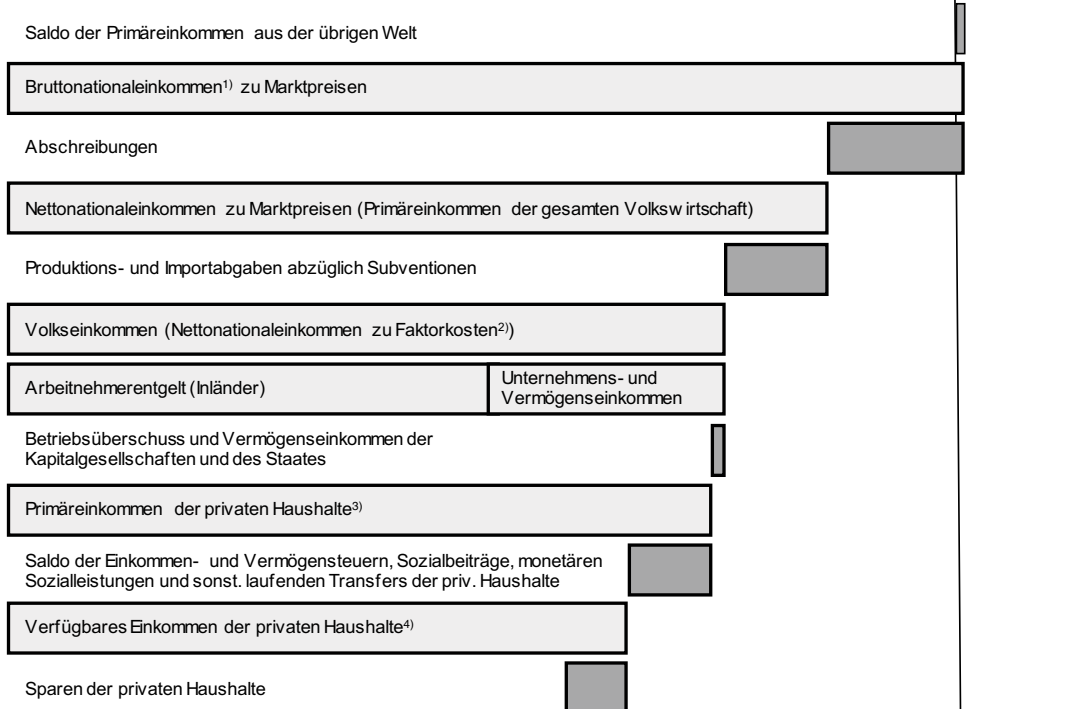 Saldo der Primäreinkommen aus der übrigen Welt
Bruttonationaleinkommen¹⁾ zu Marktpreisen
Abschreibungen
Nettonationaleinkommen zu Marktpreisen (Primäreinkommen der gesamten Volkswirtschaft)
Produktions- und Importabgaben abzüglich Subventionen
Volkseinkommen (Nettonationaleinkommen zu Faktorkosten²⁾)
Arbeitnehmerentgelt (Inländer)
Unternehmens- und
Vermögenseinkommen
Betriebsüberschuss und Vermögenseinkommen der
Kapitalgesellschaften und des Staates
Primäreinkommen der privaten Haushalte³⁾
Saldo der Einkommen- und Vermögensteuern, Sozialbeiträge, monetären
Sozialleistungen und sonst. laufenden Transfers der priv. Haushalte
Verfügbares Einkommen der privaten Haushalte⁴⁾
Sparen der privaten Haushalte